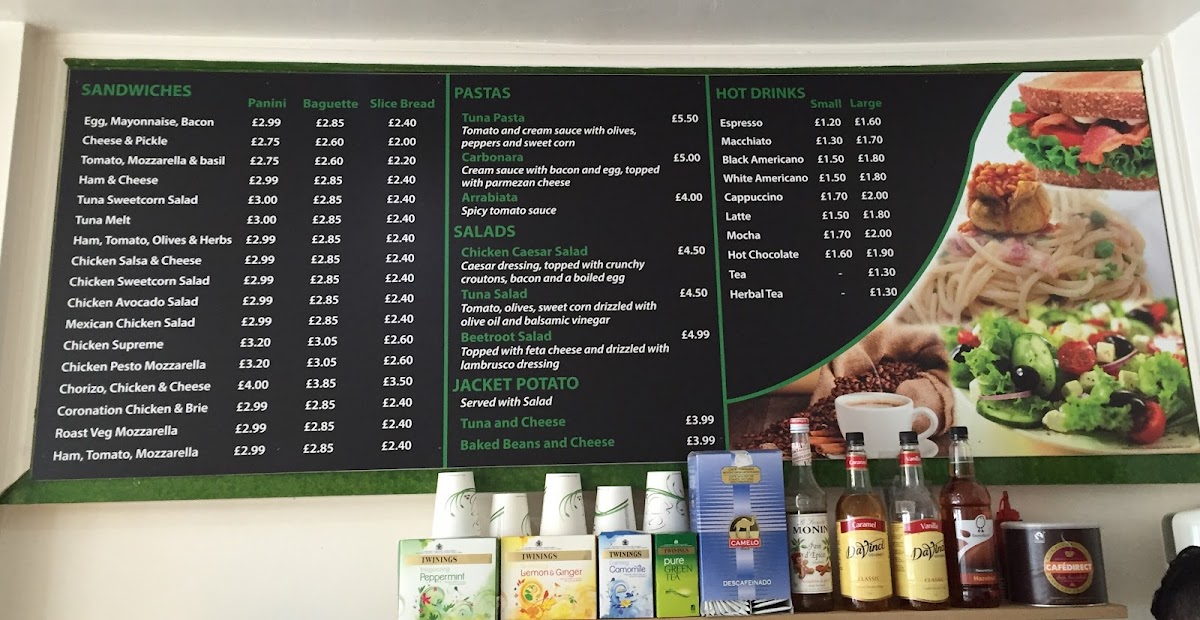 SANDWICHES
Panini Baguette Slice Bread
Egg, Mayonnaise, Bacon £2.99 £2.85 £2.40
Cheese & Pickle £2.75 £2.60 £2.00
Tomato, Mozzarella & basil £2.75 £2.60 £2.20
Ham & Cheese £2.99 £2.85 £2.40
Tuna Sweetcorn Salad £3.00 £2.85 £2.40
Tuna Melt £3.00 £2.85 £2.40
Ham, Tomato, Olives & Herbs £2.99 £2.85 £2.40
Chicken Salsa & Cheese £2.99 £2.85 £2.40
Chicken Sweetcorn Salad £2.99 £2.85 £2.40
Chicken Avocado Salad £2.99 £2.85 £2.40
Mexican Chicken Salad £2.99 £2.85 £2.40
Chicken Supreme £3.20 £3.05 £2.60
Chicken Pesto Mozzarella £3.20 £3.05 £2.60
Chorizo, Chicken & Cheese £4.00 £3.85 £3.50
Coronation Chicken & Brie £2.99 £2.85 £2.40
Roast Veg Mozzarella £2.99 £2.85 £2.40
Ham, Tomato, Mozzarella £2.99 £2.85 £2.40
PASTAS
Tuna Pasta £5.50
Tomato and cream sauce with olives,
peppers and sweet corn
Carbonara £5.00
Cream sauce with bacon and egg, topped
with parmezan cheese
Arrabiata £4.00
Spicy tomato sauce
SALADS
Chicken Caesar Salad £4.50
Caesar dressing, topped with crunchy
croutons, bacon and a boiled egg
Tuna Salad £4.50
Tomato, olives, sweet corn drizzled with
olive oil and balsamic vinegar
Beetroot Salad £4.99
Topped with feta cheese and drizzled with
lambrusco dressing
JACKET POTATO
Served with Salad
Tuna and Cheese £3.99
Baked Beans and Cheese £3.99
HOT DRINKS
Small Large
Espresso £1.20 £1.60
Macchiato £1.30 £1.70
Black Americano £1.50 £1.80
White Americano £1.50 £1.80
Cappuccino £1.70 £2.00
Latte £1.50 £1.80
Mocha £1.70 £2.00
Hot Chocolate £1.60 £1.90
Tea - £1.30
Herbal Tea - £1.30
TWININGS
Peppermint
TWININGS
Lemon & Ginger
TWININGS
Camomile
TWININGS
pure
GREEN
TEA
CAMELO
DESCAFEINADO
MONIN
Pain
d'Epices
Caramel
DaVinci
CLASSIC
Vanilla
DaVinci
CLASSIC
Hazelnut
CAFÉDIRECT